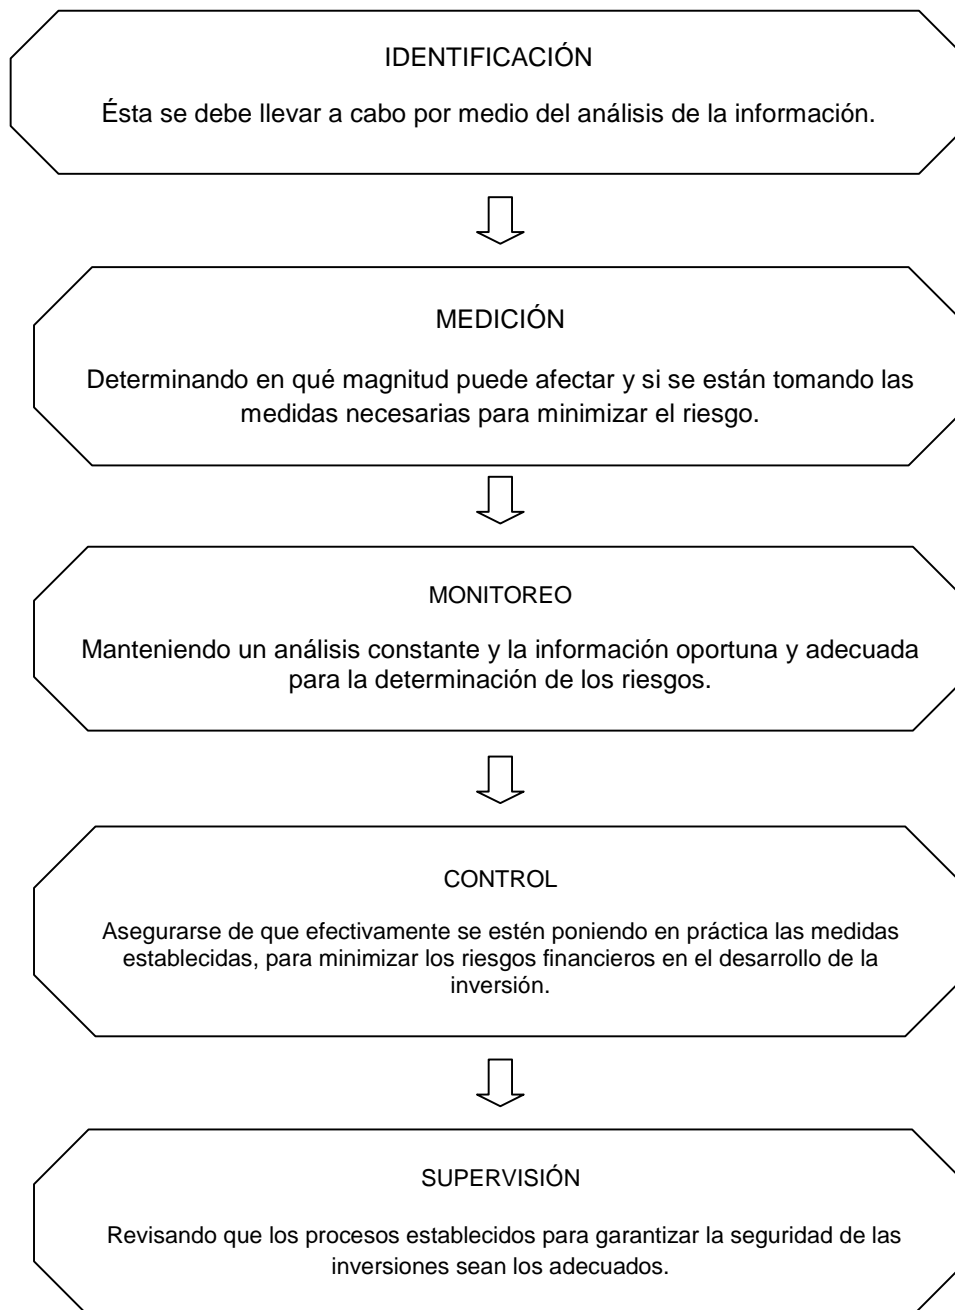 IDENTIFICACIÓN
Ésta se debe llevar a cabo por medio del análisis de la información.
MEDICIÓN
Determinando en qué magnitud puede afectar y si se están tomando las
medidas necesarias para minimizar el riesgo.
MONITOREO
Manteniendo un análisis constante y la información oportuna y adecuada
para la determinación de los riesgos.
CONTROL
Asegurarse de que efectivamente se estén poniendo en práctica las medidas
establecidas, para minimizar los riesgos financieros en el desarrollo de la
inversión.
SUPERVISIÓN
Revisando que los procesos establecidos para garantizar la seguridad de las
inversiones sean los adecuados.